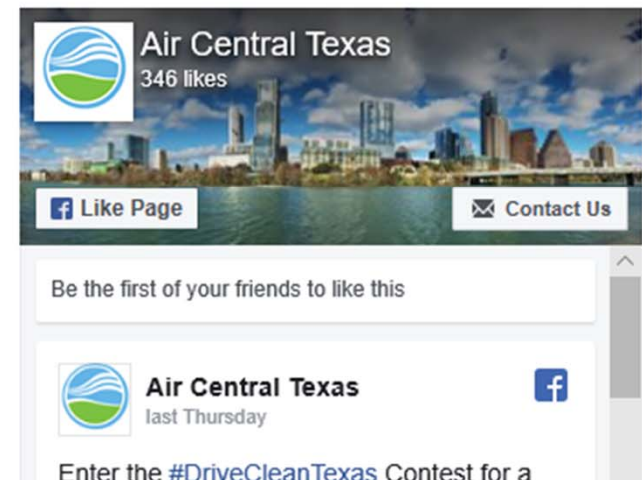 Air Central Texas
346 likes
Like Page
Contact Us
Be the first of your friends to like this
Air Central Texas
last Thursday
Enter the #DriveCleanTexas Contest for a